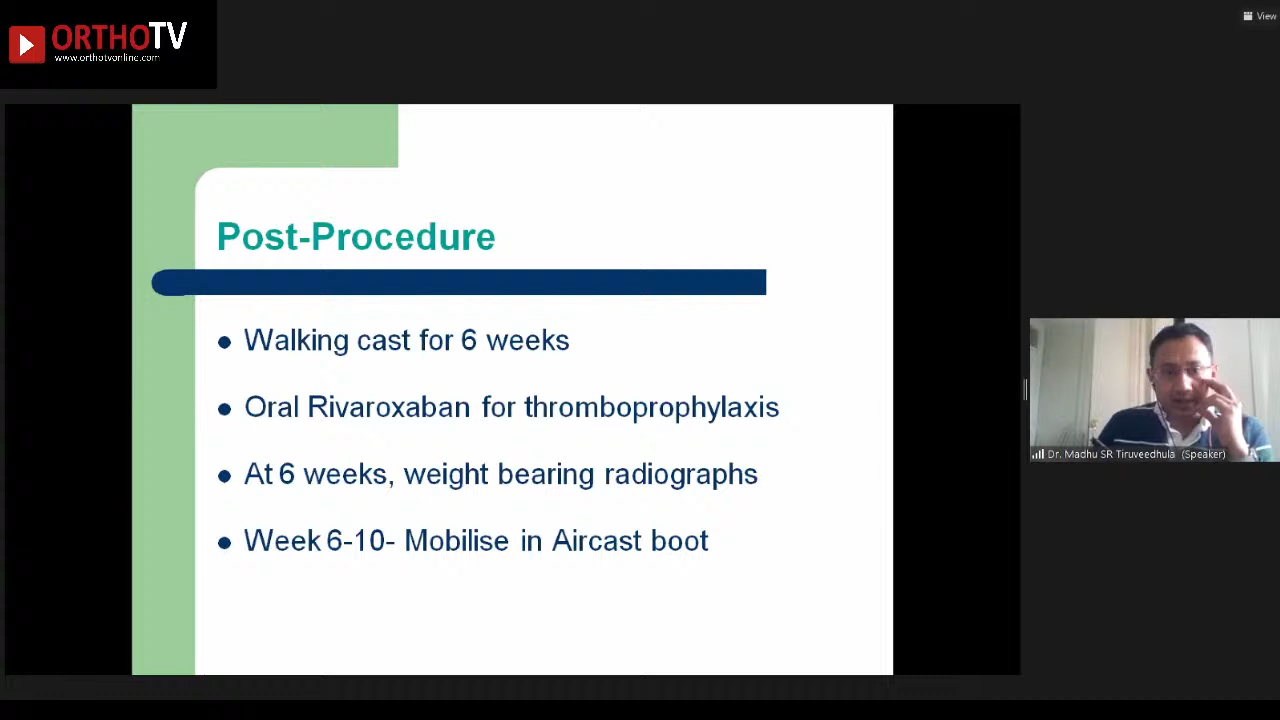 ORTHOTV
www.orthotvonline.com
View
Post-Procedure
Walking cast for 6 weeks
Oral Rivaroxaban for thromboprophylaxis
At 6 weeks, weight bearing radiographs
Week 6-10- Mobilise in Aircast boot
Dr. Madhu SR Tiruveedhula (Speaker)